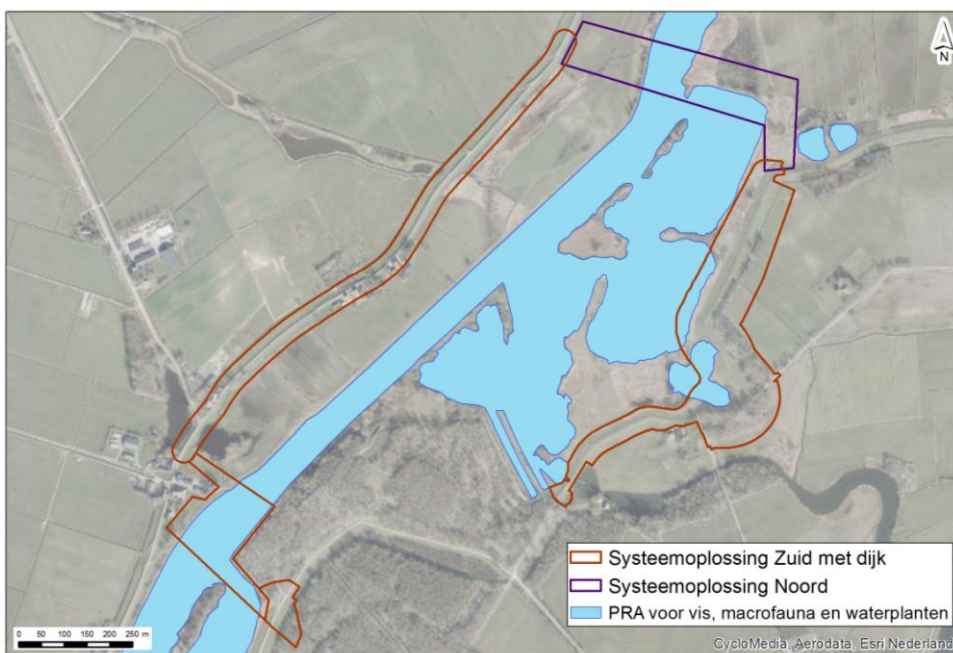 N
Systeemoplossing Zuid met dijk
Systeemoplossing Noord
PRA voor vis, macrofauna en waterplanten
0 50 100 150 200 250 m
CycloMedia, Aerodata, Esri Nederland